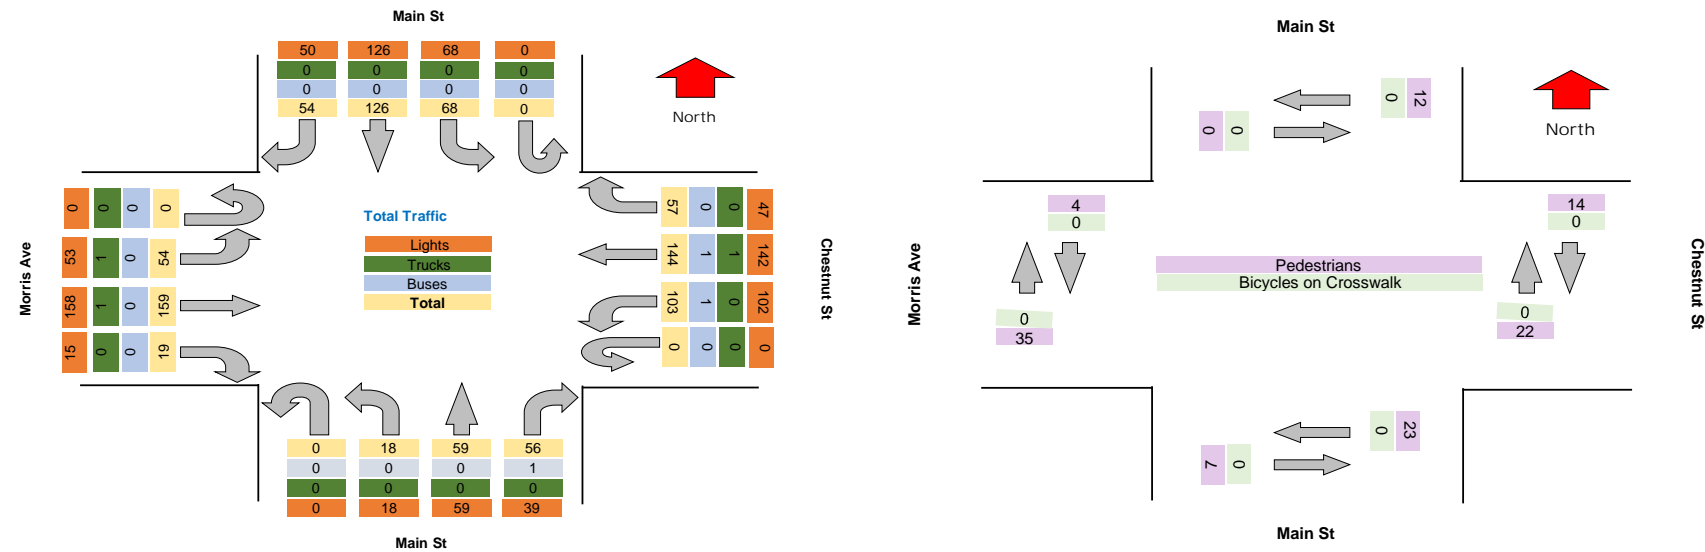 Main St
50 126 68 0
0 0 0 0
0 0 0 0
54 126 68 0
North
0 0 0 0
53 1 0 54
158 1 0 159
15 0 0 19
Morris Ave
Total Traffic
Lights
Trucks
Buses
Total
57 0 0 47
144 1 1 142
103 1 0 102
0 0 0 0
Chestnut St
0 18 59 56
0 0 0 1
0 0 0 0
0 18 59 39
Main St
Main St
0 12
0 0
North
4
0
14
0
Morris Ave
Pedestrians
Bicycles on Crosswalk
Chestnut St
0
35
0
22
0 23
7 0
Main St